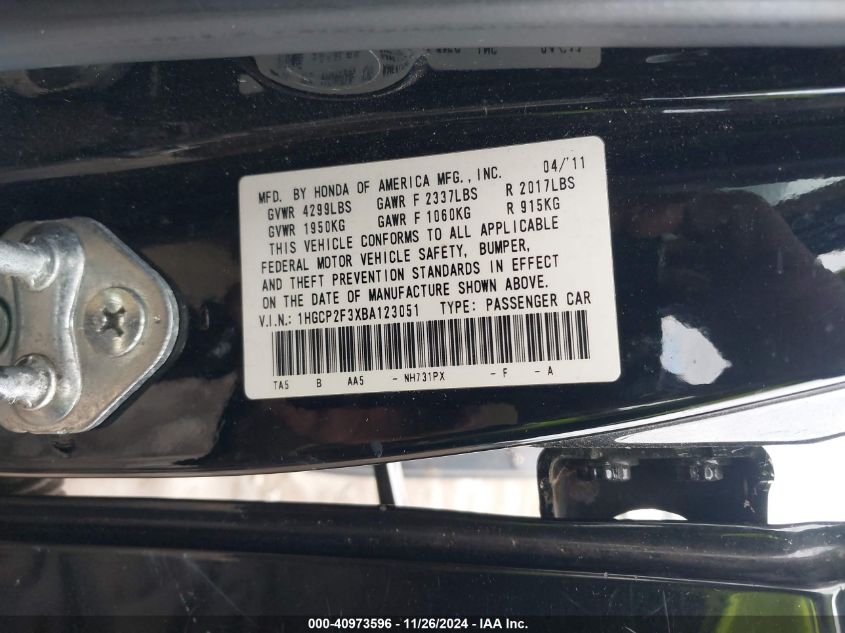 MFD. BY HONDA OF AMERICA MFG., INC. 04/'11
GVWR 4299LBS GAWR F 2337LBS R 2017LBS
GVWR 1950KG GAWR F 1060KG R 915KG
THIS VEHICLE CONFORMS TO ALL APPLICABLE
FEDERAL MOTOR VEHICLE SAFETY, BUMPER,
AND THEFT PREVENTION STANDARDS IN EFFECT
ON THE DATE OF MANUFACTURE SHOWN ABOVE.
V.I.N.: 1HGCP2F3XBA123051 TYPE: PASSENGER CAR
TA5 B AA5 - NH731PX - F - A
000-40973596 - 11/26/2024 - IAA Inc.